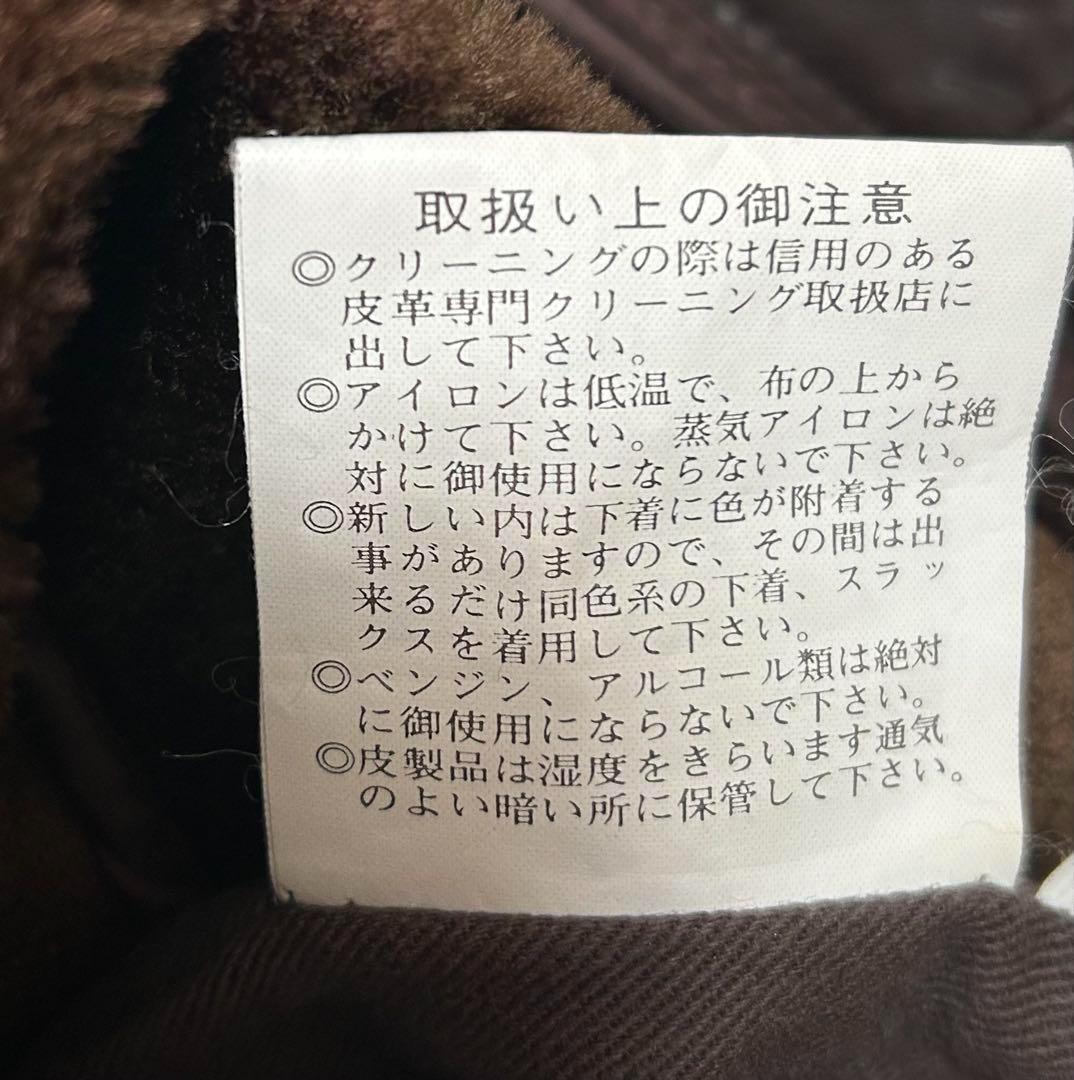 取扱い上の御注意
◎クリーニングの際は信用のある
皮革専門クリーニング取扱店に
出して下さい。
◎アイロンは低温で、布の上から
かけて下さい。蒸気アイロンは絶
対に御使用にならないで下さい。
◎新しい内は下着に色が附着する
事がありますので、その間は出
来るだけ同色系の下着、スラッ
クスを着用して下さい。
◎ベンジン、アルコール類は絶対
に御使用にならないで下さい。
◎皮製品は湿度をきらいます通気
のよい暗い所に保管して下さい。